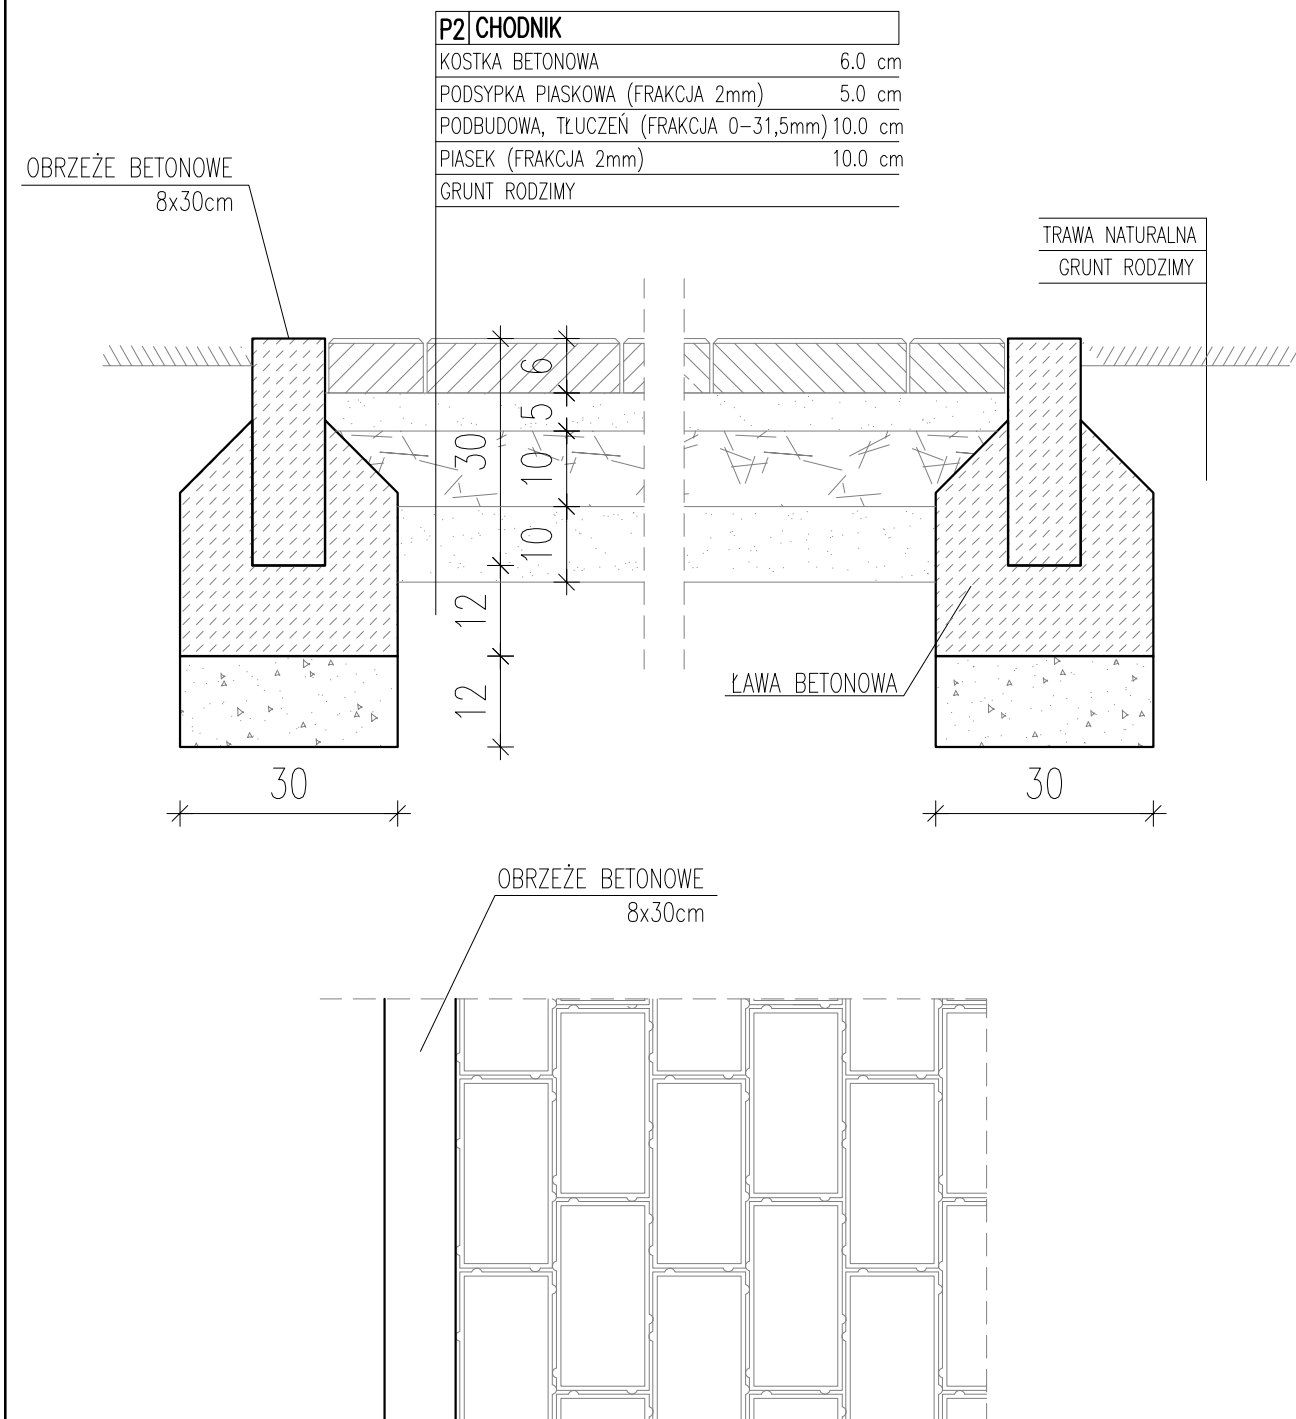 P2 CHODNIK
KOSTKA BETONOWA 6.0 cm
PODSYPKA PIASKOWA (FRAKCJA 2mm) 5.0 cm
PODBUDOWA, TŁUCZEŃ (FRAKCJA 0-31,5mm) 10.0 cm
PIASEK (FRAKCJA 2mm) 10.0 cm
GRUNT RODZIMY
OBRZEŻE BETONOWE
8x30cm
TRAWA NATURALNA
GRUNT RODZIMY
6
5
30
10
10
12
12
ŁAWA BETONOWA
30
30
OBRZEŻE BETONOWE
8x30cm